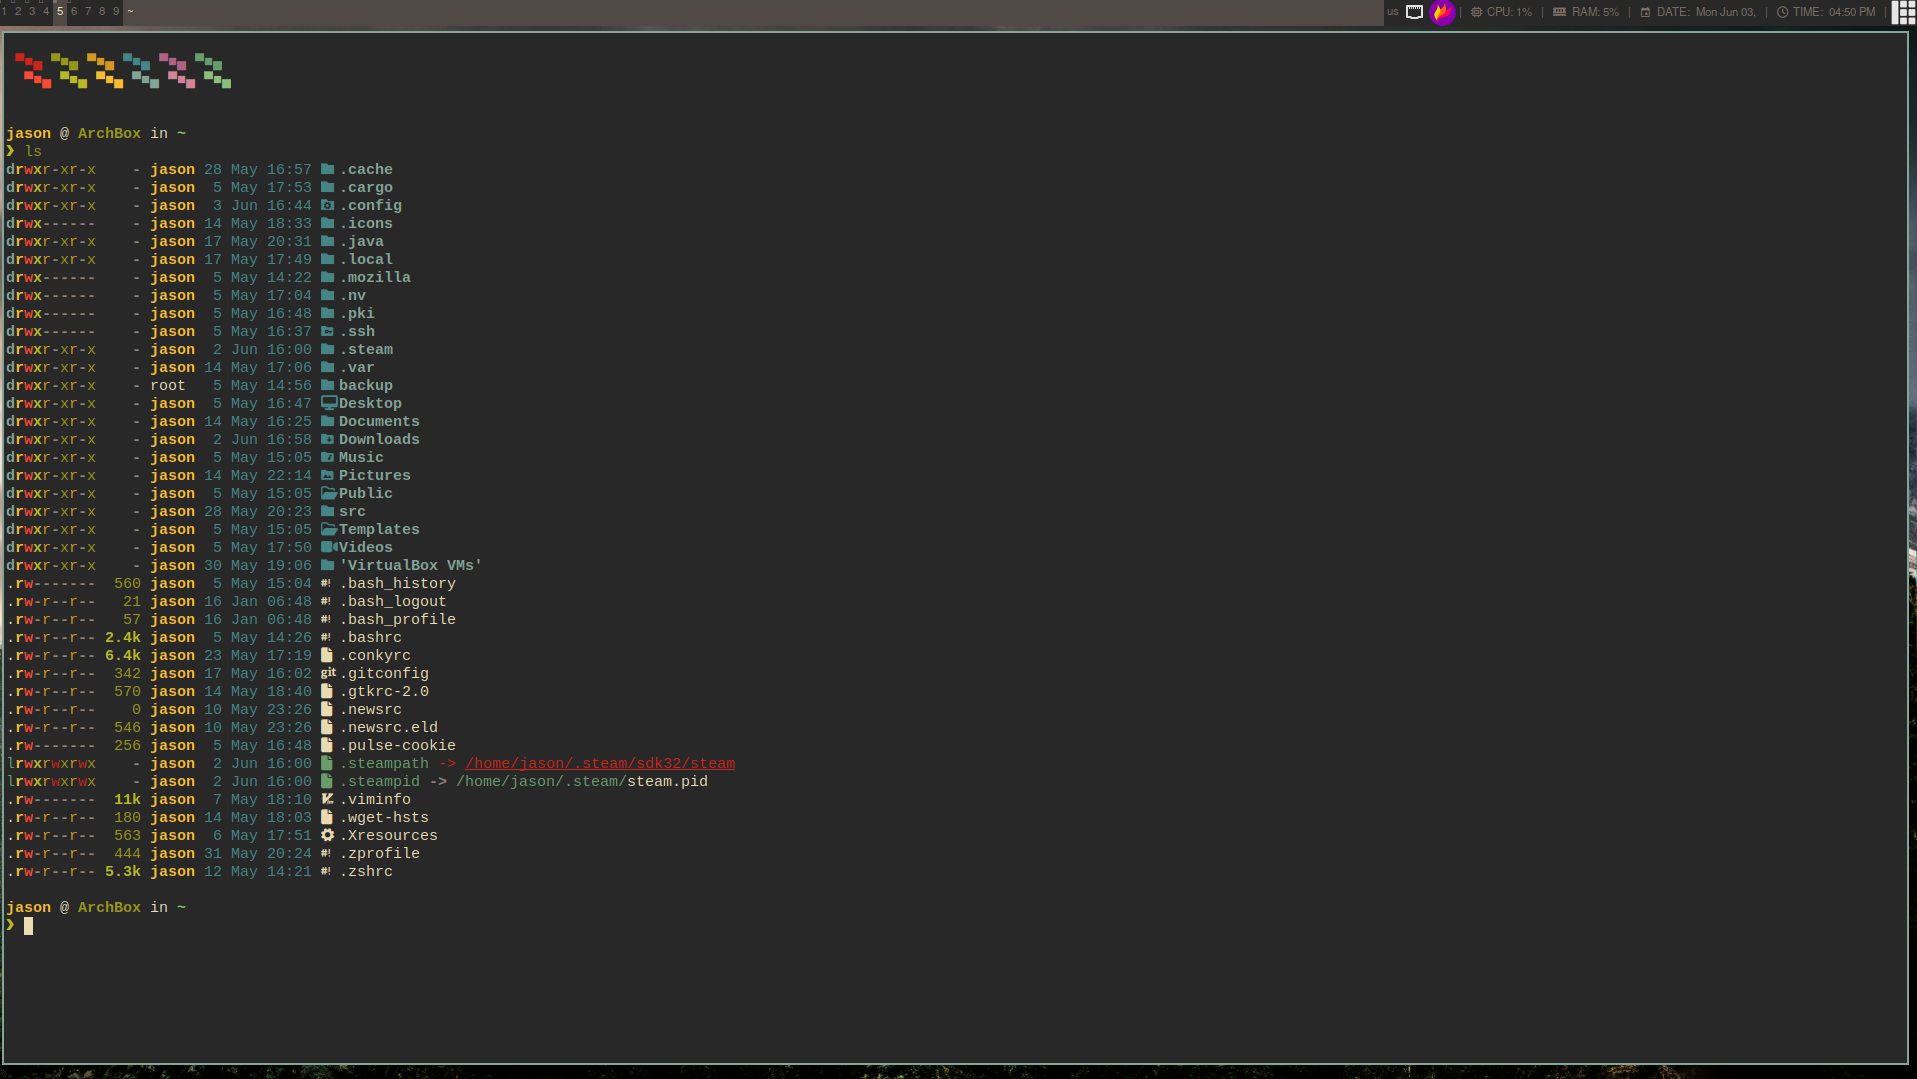 1 2 3 4 5 6 7 8 9 ~ us | CPU: 1% | RAM: 5% | DATE: Mon Jun 03, | TIME: 04:50 PM |
jason @ ArchBox in ~
❯ ls
drwxr-xr-x    - jason 28 May 16:57 .cache
drwxr-xr-x    - jason  5 May 17:53 .cargo
drwxr-xr-x    - jason  3 Jun 16:44 .config
drwx------    - jason 14 May 18:33 .icons
drwxr-xr-x    - jason 17 May 20:31 .java
drwxr-xr-x    - jason 17 May 17:49 .local
drwx------    - jason  5 May 14:22 .mozilla
drwx------    - jason  5 May 17:04 .nv
drwx------    - jason  5 May 16:48 .pki
drwx------    - jason  5 May 16:37 .ssh
drwxr-xr-x    - jason  2 Jun 16:00 .steam
drwxr-xr-x    - jason 14 May 17:06 .var
drwxr-xr-x    - root   5 May 14:56 backup
drwxr-xr-x    - jason  5 May 16:47 Desktop
drwxr-xr-x    - jason 14 May 16:25 Documents
drwxr-xr-x    - jason  2 Jun 16:58 Downloads
drwxr-xr-x    - jason  5 May 15:05 Music
drwxr-xr-x    - jason 14 May 22:14 Pictures
drwxr-xr-x    - jason  5 May 15:05 Public
drwxr-xr-x    - jason 28 May 20:23 src
drwxr-xr-x    - jason  5 May 15:05 Templates
drwxr-xr-x    - jason  5 May 17:50 Videos
drwxr-xr-x    - jason 30 May 19:06 'VirtualBox VMs'
.rw-------  560 jason  5 May 15:04 #! .bash_history
.rw-r--r--   21 jason 16 Jan 06:48 #! .bash_logout
.rw-r--r--   57 jason 16 Jan 06:48 #! .bash_profile
.rw-r--r-- 2.4k jason  5 May 14:26 #! .bashrc
.rw-r--r-- 6.4k jason 23 May 17:19 .conkyrc
.rw-r--r--  342 jason 17 May 16:02 git .gitconfig
.rw-r--r--  570 jason 14 May 18:40 .gtkrc-2.0
.rw-r--r--    0 jason 10 May 23:26 .newsrc
.rw-r--r--  546 jason 10 May 23:26 .newsrc.eld
.rw-------  256 jason  5 May 16:48 .pulse-cookie
lrwxrwxrwx    - jason  2 Jun 16:00 .steampath -> /home/jason/.steam/sdk32/steam
lrwxrwxrwx    - jason  2 Jun 16:00 .steampid -> /home/jason/.steam/steam.pid
.rw-------  11k jason  7 May 18:10 .viminfo
.rw-r--r--  180 jason 14 May 18:03 .wget-hsts
.rw-r--r--  563 jason  6 May 17:51 .Xresources
.rw-r--r--  444 jason 31 May 20:24 #! .zprofile
.rw-r--r-- 5.3k jason 12 May 14:21 #! .zshrc
jason @ ArchBox in ~
❯